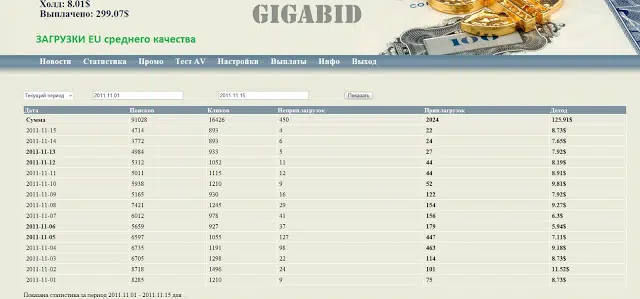 Холд: 8.01$
Выплачено: 299.07$
GIGABID
100
ЗАГРУЗКИ EU среднего качества
Новости Статистика Промо Тест AV Настройки Выплаты Инфо Выход
Текущий период 2011.11.01 2011.11.15 Показать
Дата Поисков Кликов Неприлагрузок Прилагрузок Доход
Сумма 91028 16426 450 2024 125.91$
2011-11-15 4714 893 4 22 8.73$
2011-11-14 3772 893 6 24 7.65$
2011-11-13 4984 933 5 27 7.92$
2011-11-12 5312 1052 11 44 8.19$
2011-11-11 5011 1115 12 44 8.91$
2011-11-10 5938 1210 9 52 9.81$
2011-11-09 5165 930 16 122 7.92$
2011-11-08 7421 1245 29 154 9.27$
2011-11-07 6012 978 41 156 6.3$
2011-11-06 5659 927 37 179 5.94$
2011-11-05 6597 1055 127 447 7.11$
2011-11-04 6735 1191 98 463 9.18$
2011-11-03 6705 1298 22 114 8.73$
2011-11-02 8718 1496 24 101 11.52$
2011-11-01 8285 1210 9 75 8.73$
Показана статистика за период 2011.11.01 - 2011.11.15 для